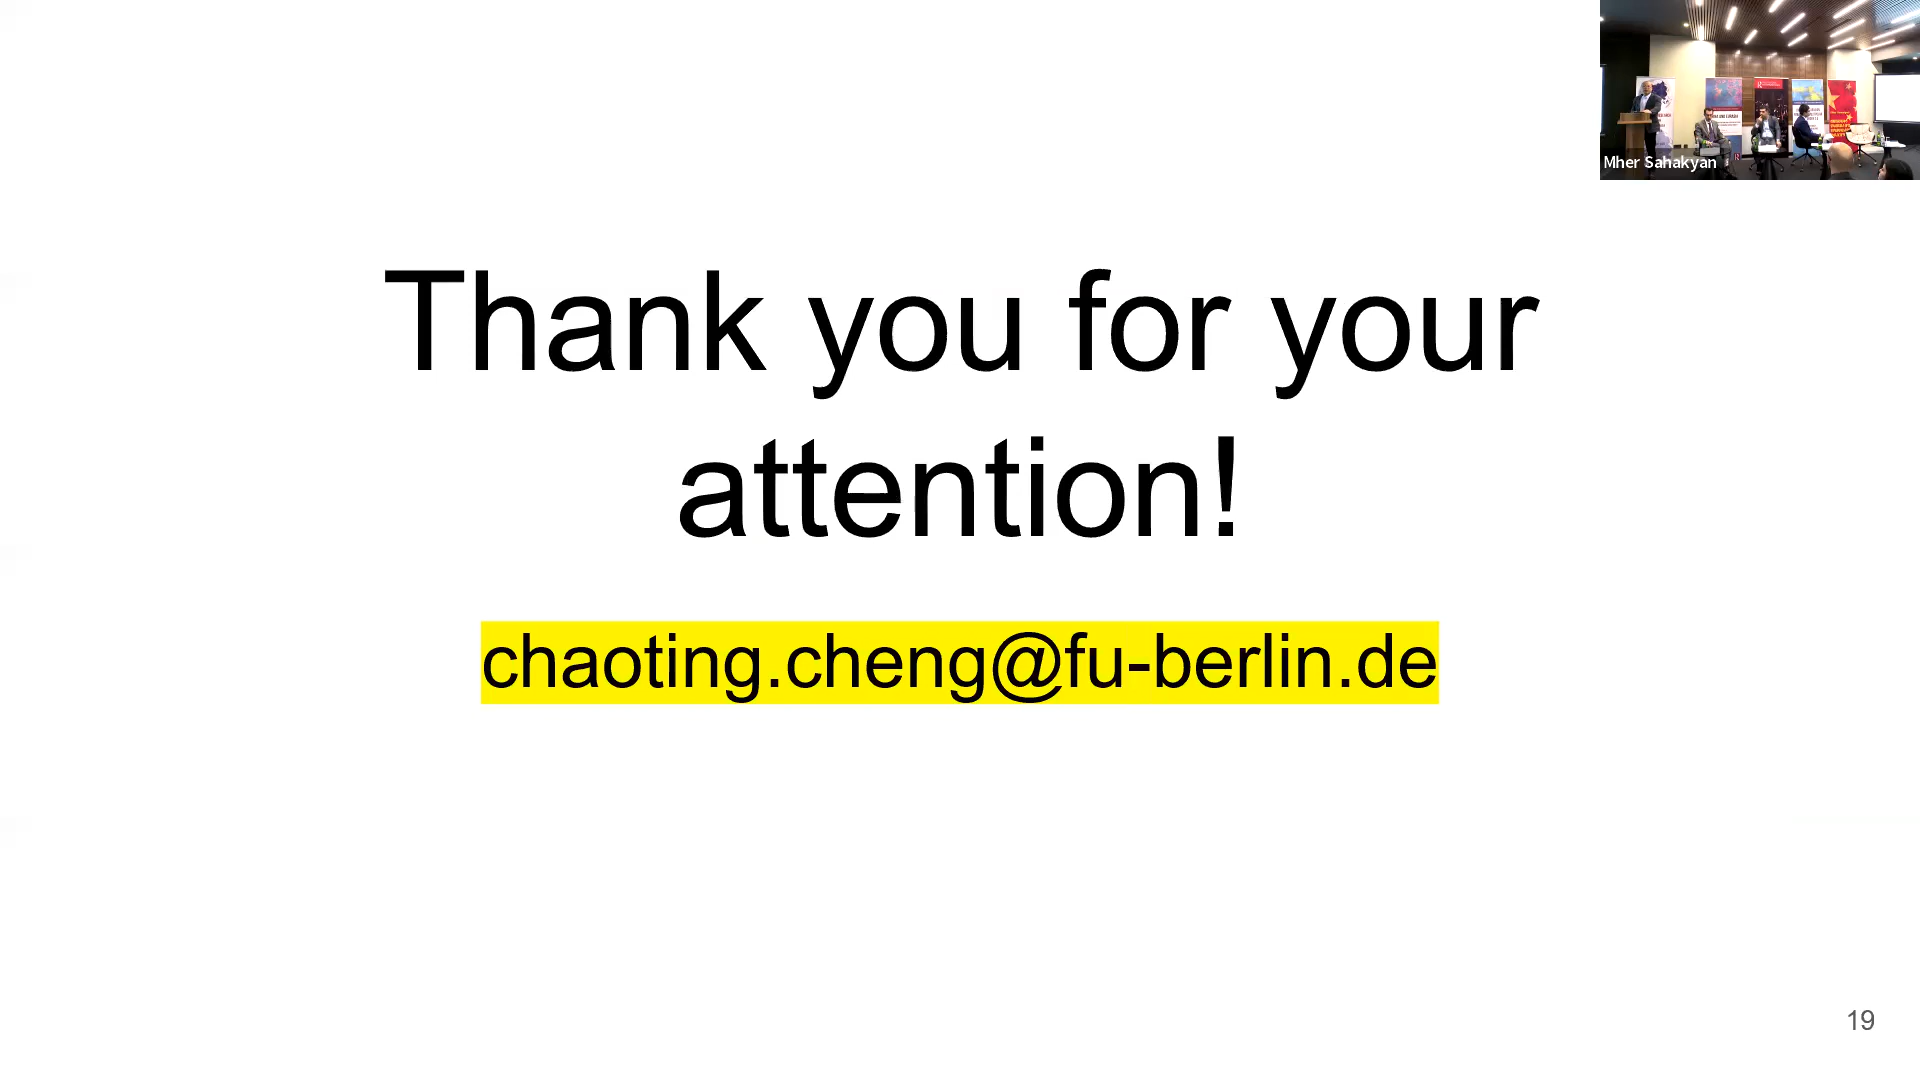 Mher Sahakyan
Thank you for your
attention!
chaoting.cheng@fu-berlin.de
19